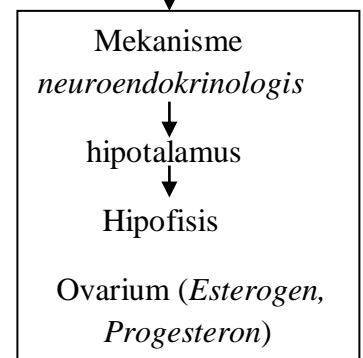 Mekanisme
neuroendokrinologis
hipotalamus
Hipofisis
Ovarium (Esterogen,
Progesteron)